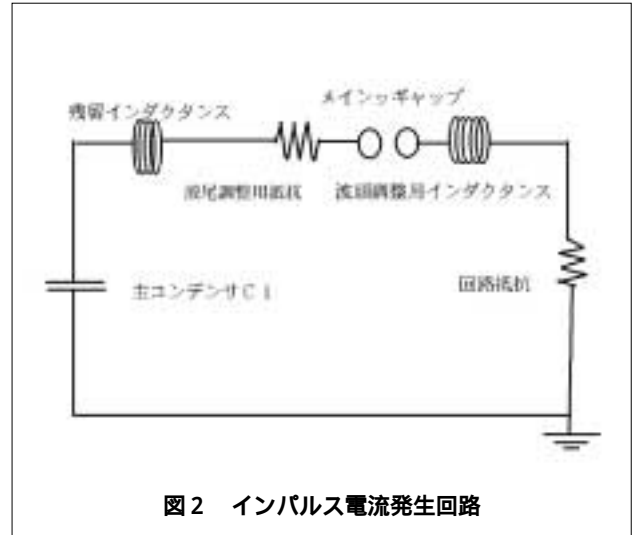 メインっギャップ
残留インダクタンス
波尾調整用抵抗
波頭調整用インダクタンス
主コンデンサC1
回路抵抗
図2 インパルス電流発生回路